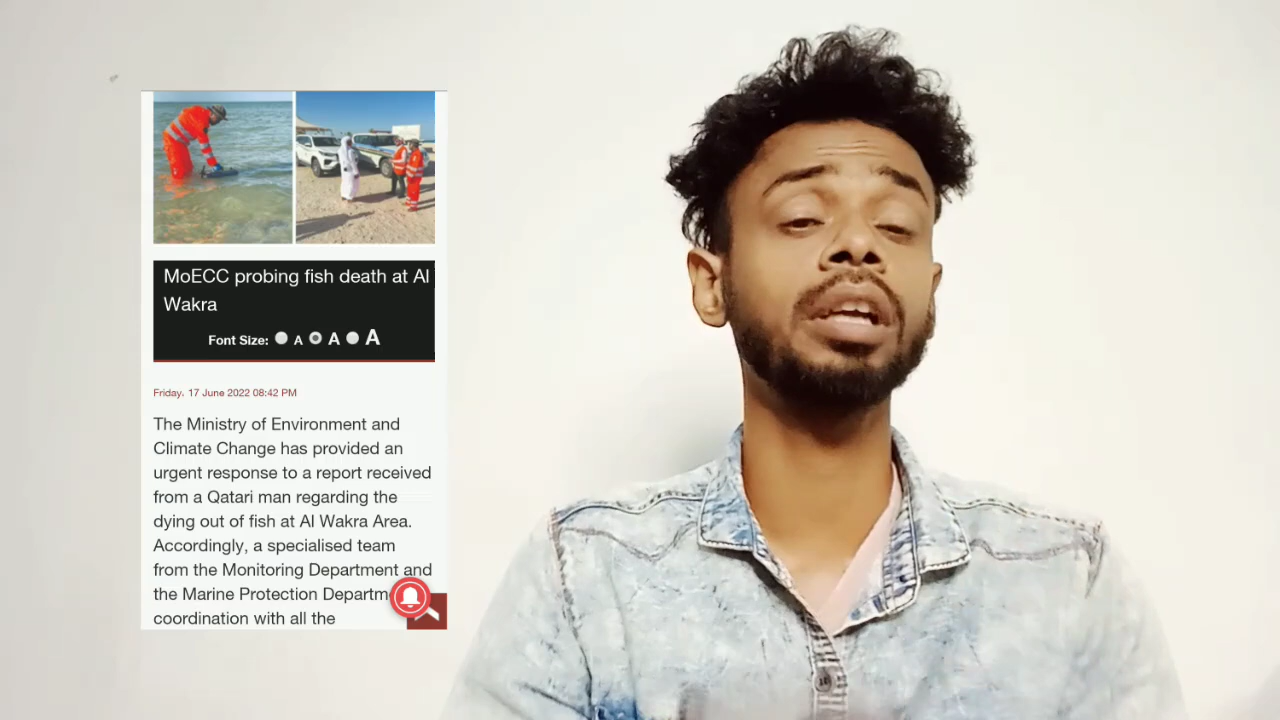 MoECC probing fish death at Al
Wakra
Font Size: A A A
Friday, 17 June 2022 08:42 PM
The Ministry of Environment and
Climate Change has provided an
urgent response to a report received
from a Qatari man regarding the
dying out of fish at Al Wakra Area.
Accordingly, a specialised team
from the Monitoring Department and
the Marine Protection Departm
coordination with all the